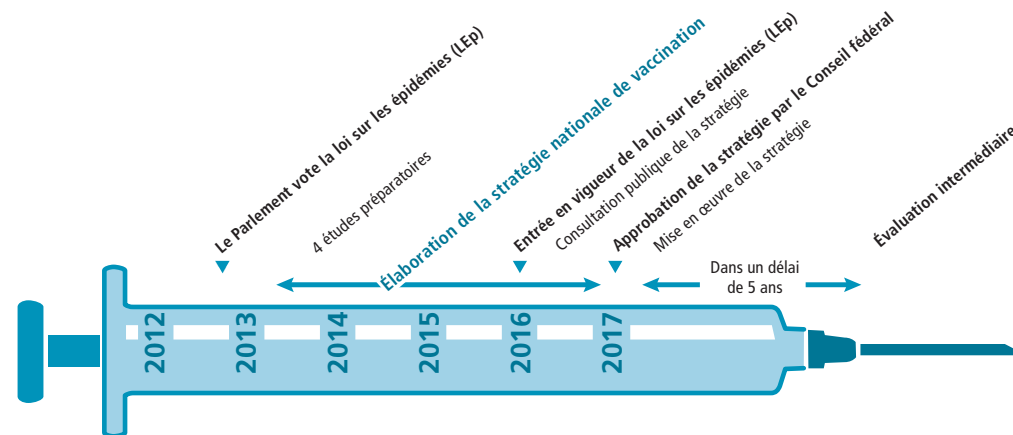 Le Parlement vote la loi sur les épidémies (LEp)
4 études préparatoires
Élaboration de la stratégie nationale de vaccination
Entrée en vigueur de la loi sur les épidémies (LEp)
Consultation publique de la stratégie
Approbation de la stratégie par le Conseil fédéral
Mise en œuvre de la stratégie
Évaluation intermédiaire
Dans un délai
de 5 ans
2012
2013
2014
2015
2016
2017